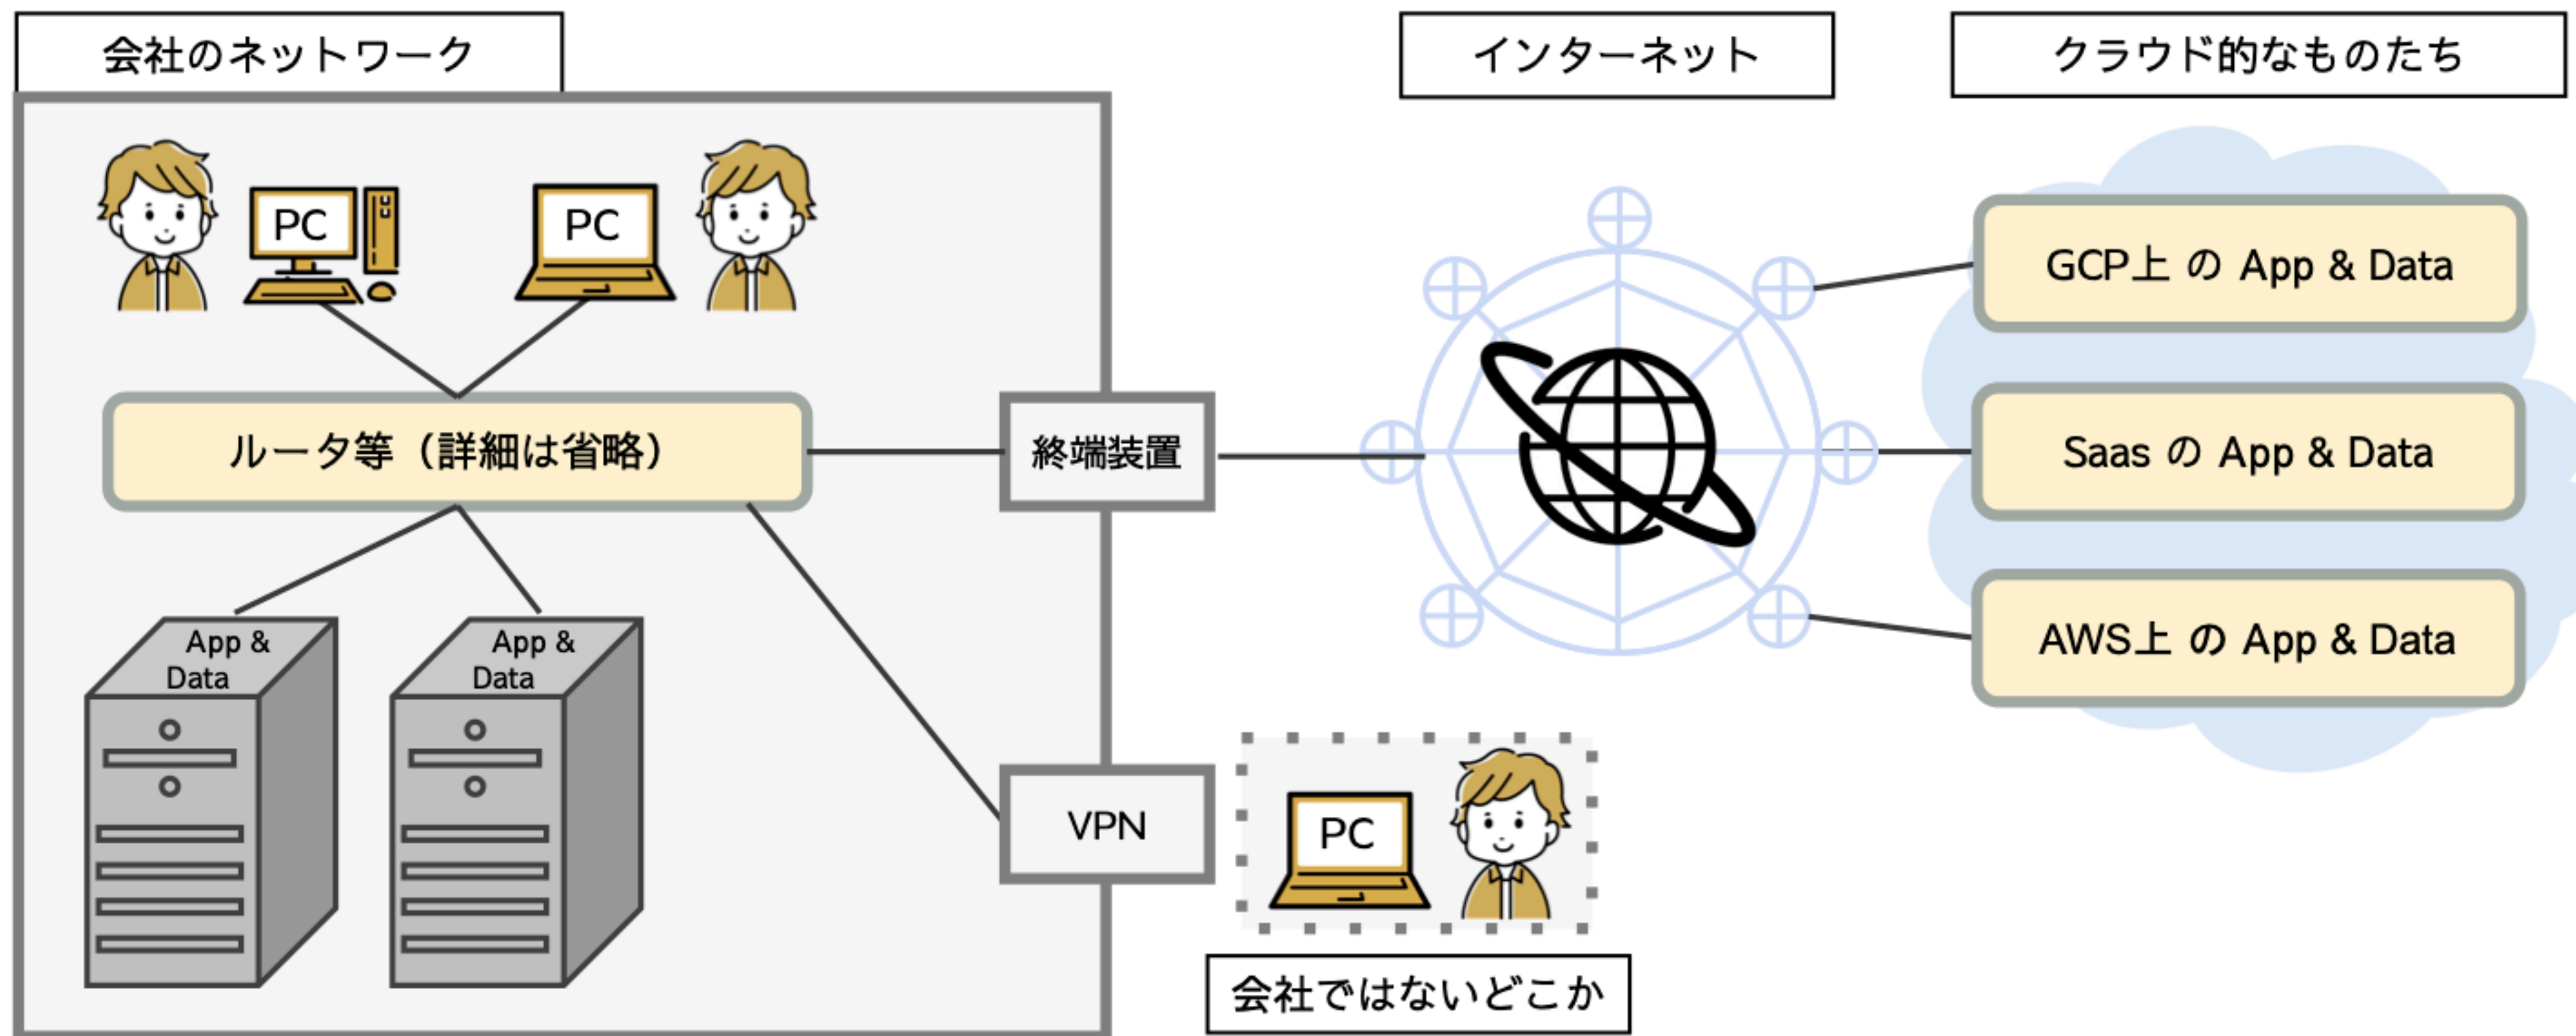 会社のネットワーク
インターネット
クラウド的なものたち
PC
PC
GCP上 の App & Data
ルータ等（詳細は省略）
終端装置
Saas の App & Data
App &
Data
App &
Data
AWS上 の App & Data
VPN
PC
会社ではないどこか